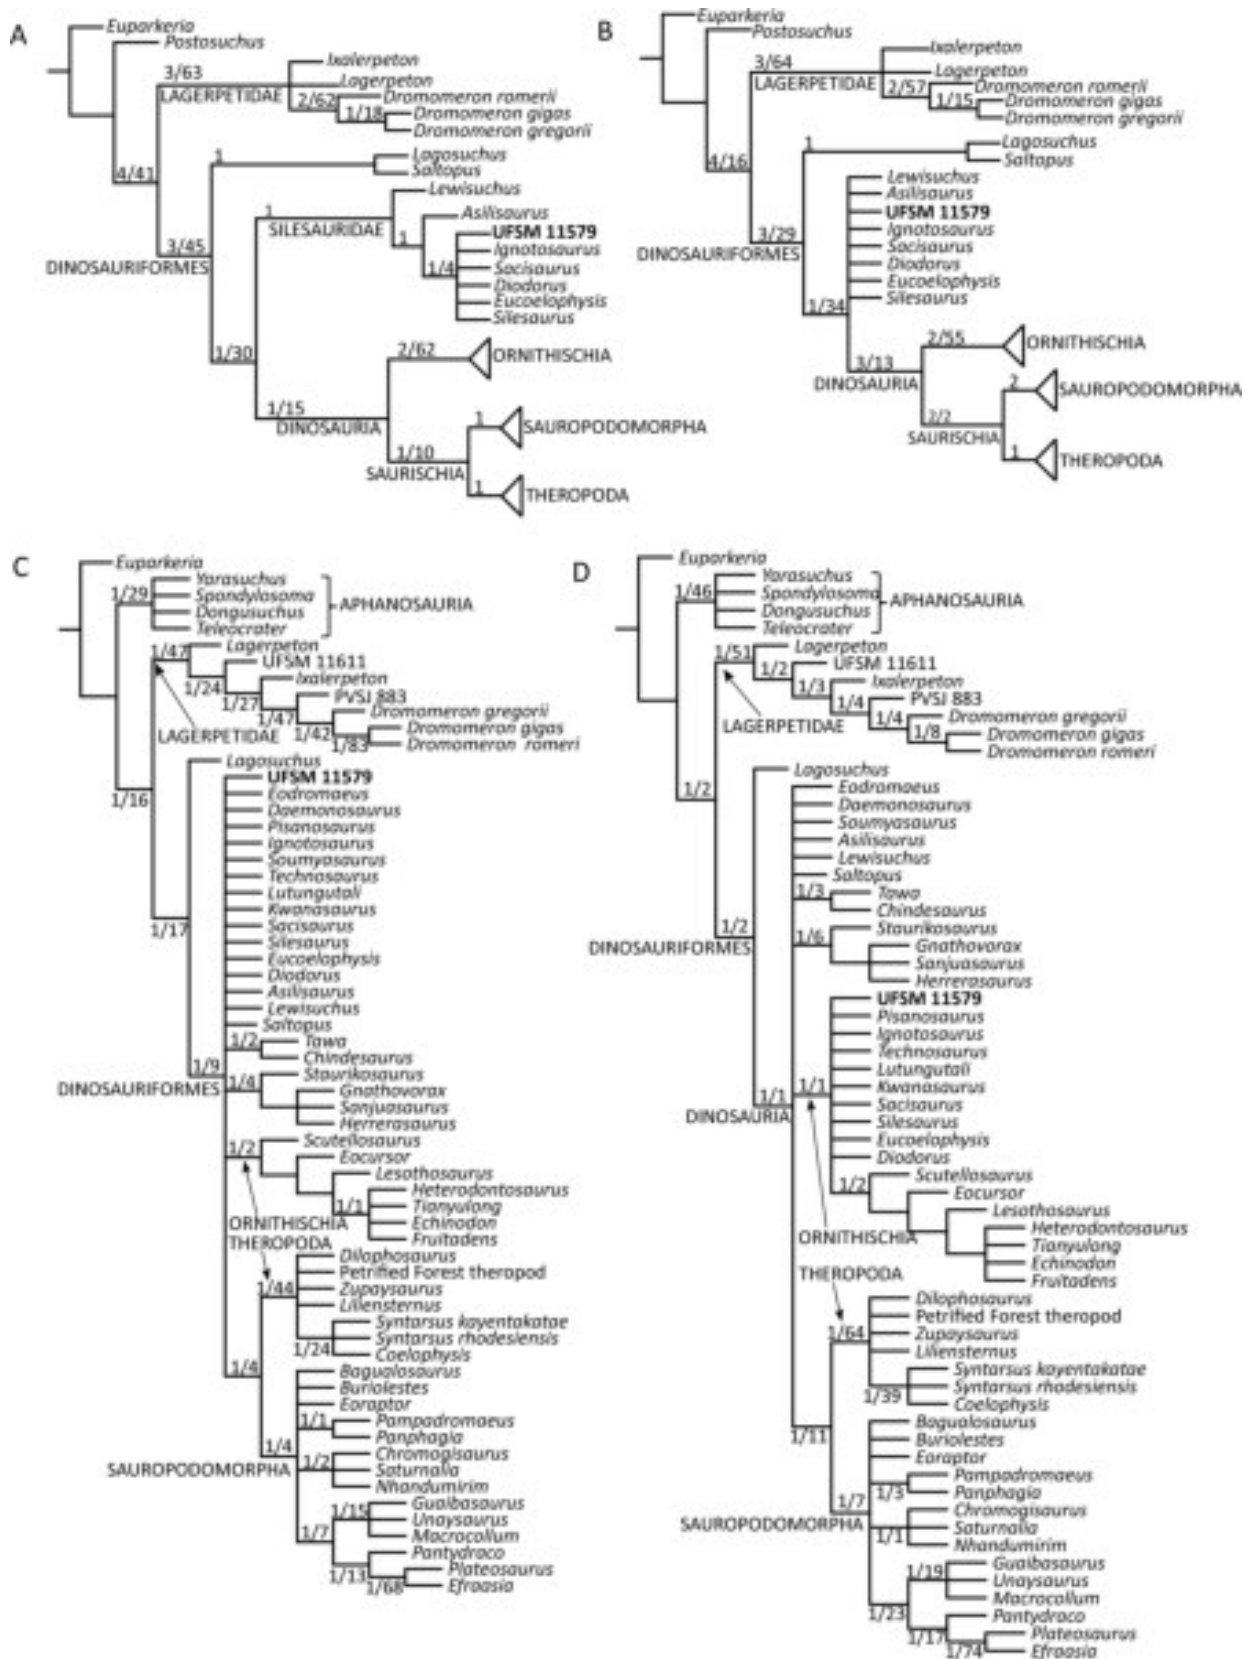 A
Euparkeria
Postosuchus
3/63
LAGERPETIDAE
Ixalerpeton
Lagerpeton
2/62
Dromomeron romerii
1/18
Dromomeron gigas
Dromomeron gregorii
4/41
1
Lagosuchus
Saltopus
Lewisuchus
1
SILESAURIDAE
Asilisaurus
1
UFSM 11579
Ignotosaurus
1/4
Sacisaurus
Diodorus
Eucoelophysis
Silesaurus
3/45
DINOSAURIFORMES
1/30
2/62
ORNITHISCHIA
1/15
DINOSAURIA
1
SAUROPODOMORPHA
1/10
SAURISCHIA
1
THEROPODA
B
Euparkeria
Postosuchus
3/64
LAGERPETIDAE
Ixalerpeton
Lagerpeton
2/57
Dromomeron romerii
1/15
Dromomeron gigas
Dromomeron gregorii
4/16
1
Lagosuchus
Saltopus
Lewisuchus
Asilisaurus
UFSM 11579
Ignotosaurus
Sacisaurus
Diodorus
Eucoelophysis
Silesaurus
3/29
DINOSAURIFORMES
1/34
2/55
ORNITHISCHIA
3/13
DINOSAURIA
2
SAUROPODOMORPHA
2/2
SAURISCHIA
1
THEROPODA
C
Euparkeria
1/29
Yarasuchus
Spondylosoma
Dongusuchus
Teleocrater
APHANOSAURIA
1/47
Lagerpeton
1/24
UFSM 11611
1/27
Ixalerpeton
1/47
PVSJ 883
1/42
Dromomeron gregorii
1/83
Dromomeron gigas
Dromomeron romeri
LAGERPETIDAE
1/16
Lagosuchus
UFSM 11579
Eodromaeus
Daemonosaurus
Pisanosaurus
Ignotosaurus
Soumyasaurus
Technosaurus
Lutungutali
Kwanasaurus
Sacisaurus
Silesaurus
Eucoelophysis
Diodorus
Asilisaurus
Lewisuchus
Saltopus
1/17
1/9
DINOSAURIFORMES
1/2
Tawa
Chindesaurus
1/4
Staurikosaurus
Gnathovorax
Sanjuasaurus
Herrerasaurus
1/2
Scutellosaurus
Eocursor
Lesothosaurus
1/1
Heterodontosaurus
Tianyulong
Echinodon
Fruitadens
ORNITHISCHIA
THEROPODA
1/44
Dilophosaurus
Petrified Forest theropod
Zupaysaurus
Liliensternus
1/24
Syntarsus kayentakatae
Syntarsus rhodesiensis
Coelophysis
1/4
1/4
SAUROPODOMORPHA
Bagualosaurus
Buriolestes
Eoraptor
1/1
Pampadromaeus
Panphagia
1/2
Chromogisaurus
Saturnalia
Nhandumirim
1/7
1/15
Guaibasaurus
Unaysaurus
Macrocollum
1/13
Pantydraco
1/68
Plateosaurus
Efraasia
D
Euparkeria
1/46
Yarasuchus
Spondylosoma
Dongusuchus
Teleocrater
APHANOSAURIA
1/51
Lagerpeton
1/2
UFSM 11611
1/3
Ixalerpeton
1/4
PVSJ 883
1/4
Dromomeron gregorii
1/8
Dromomeron gigas
Dromomeron romeri
LAGERPETIDAE
1/2
Lagosuchus
Eodromaeus
Daemonosaurus
Soumyasaurus
Asilisaurus
Lewisuchus
Saltopus
1/3
Tawa
Chindesaurus
1/2
DINOSAURIFORMES
1/6
Staurikosaurus
Gnathovorax
Sanjuasaurus
Herrerasaurus
UFSM 11579
Pisanosaurus
Ignotosaurus
Technosaurus
Lutungutali
Kwanasaurus
Sacisaurus
Silesaurus
Eucoelophysis
Diodorus
1/1
1/1
DINOSAURIA
1/2
Scutellosaurus
Eocursor
Lesothosaurus
Heterodontosaurus
Tianyulong
Echinodon
Fruitadens
ORNITHISCHIA
THEROPODA
1/64
Dilophosaurus
Petrified Forest theropod
Zupaysaurus
Liliensternus
1/39
Syntarsus kayentakatae
Syntarsus rhodesiensis
Coelophysis
1/11
1/7
SAUROPODOMORPHA
Bagualosaurus
Buriolestes
Eoraptor
1/3
Pampadromaeus
Panphagia
1/1
Chromogisaurus
Saturnalia
Nhandumirim
1/23
1/19
Guaibasaurus
Unaysaurus
Macrocollum
1/17
Pantydraco
1/74
Plateosaurus
Efraasia